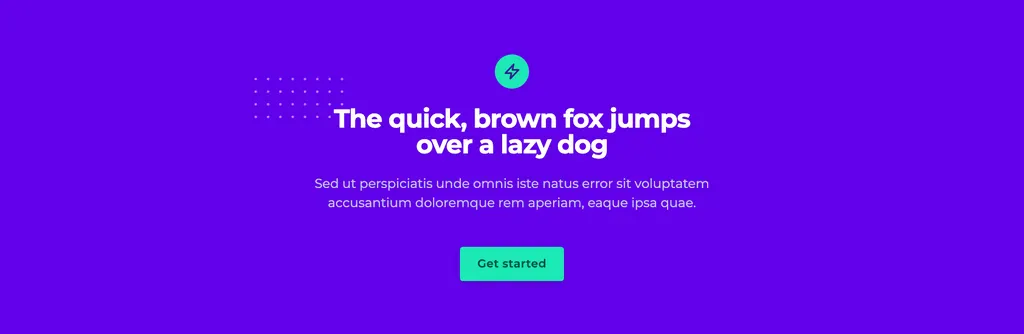 The quick, brown fox jumps
over a lazy dog
Sed ut perspiciatis unde omnis iste natus error sit voluptatem
accusantium doloremque rem aperiam, eaque ipsa quae.
Get started